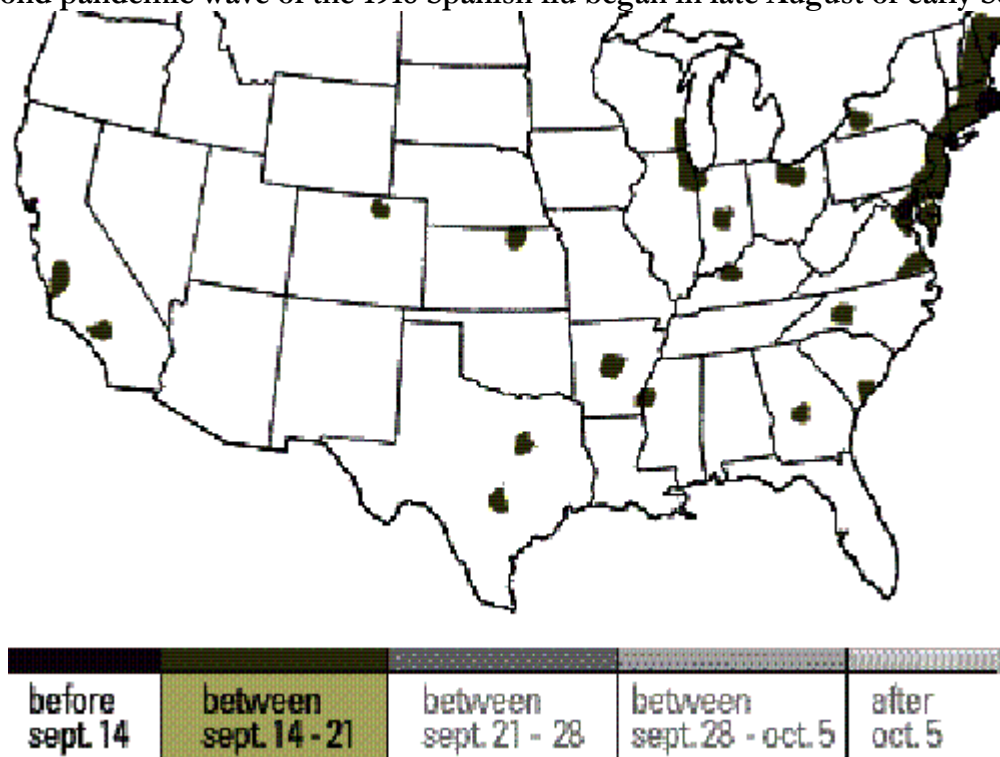 ond pandemic wave of the 1918 Spanish flu began in late August or early
before
sept. 14
between
sept. 14 - 21
between
sept. 21 - 28
between
sept. 28 - oct. 5
after
oct. 5